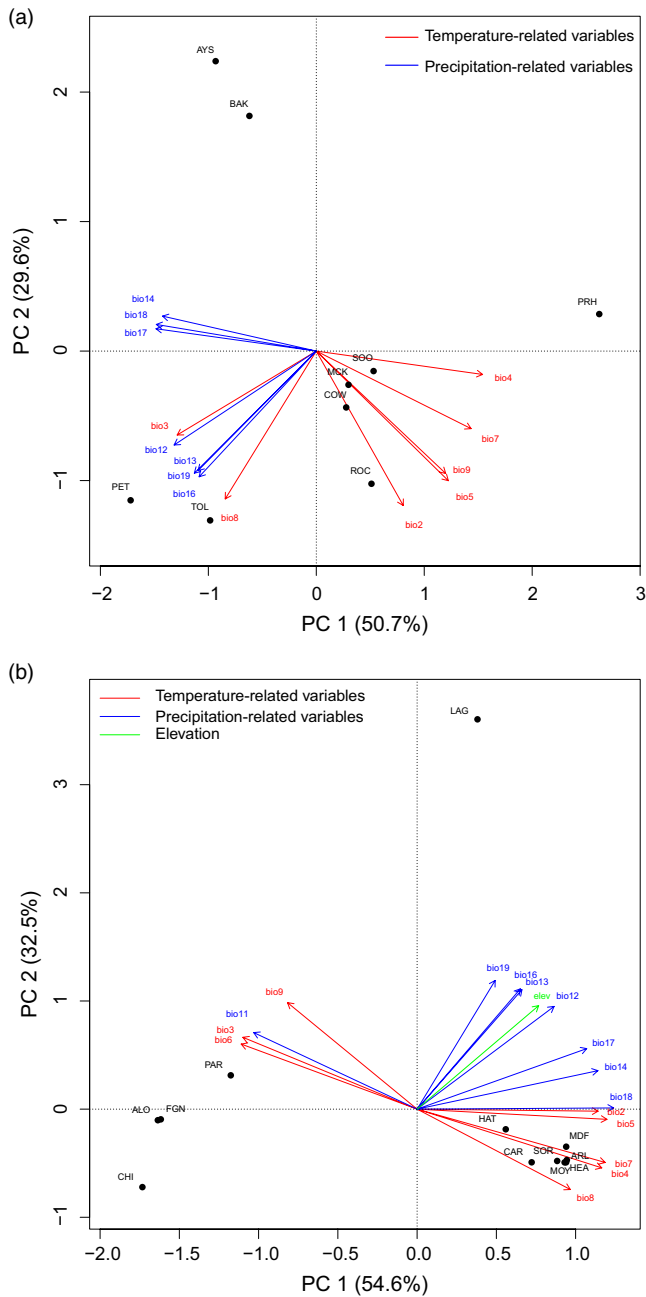 (a)
Temperature-related variables
Precipitation-related variables
AYS
BAK
PRH
bio14
bio18
bio17
SOO
MCK
COW
bio4
bio3
bio12
bio7
bio13
bio19
bio16
bio9
bio5
ROC
PET
TOL
bio8
bio2
2
1
0
−1
PC 2 (29.6%)
−2 −1 0 1 2 3
PC 1 (50.7%)
(b)
Temperature-related variables
Precipitation-related variables
Elevation
LAG
bio19
bio16
bio13
bio9
elev
bio12
bio11
bio3
bio6
bio17
PAR
bio14
bio18
bio2
bio5
ALO FGN
HAT
MDF
CAR SOR ARL
MOY HEA
bio7
bio4
CHI
bio8
3
2
1
0
−1
PC 2 (32.5%)
−2.0 −1.5 −1.0 −0.5 0.0 0.5 1.0
PC 1 (54.6%)